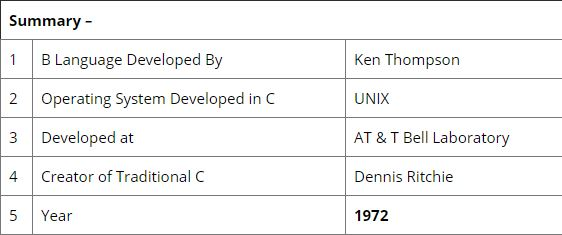 Summary –
1 B Language Developed By Ken Thompson
2 Operating System Developed in C UNIX
3 Developed at AT & T Bell Laboratory
4 Creator of Traditional C Dennis Ritchie
5 Year 1972